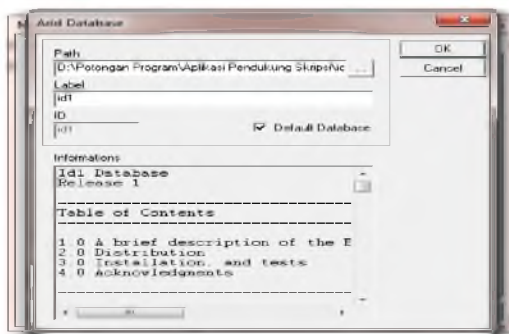 Add Database
Path
OK
D:\Potongan Program\Aplikasi Pendukung Skripsi\ic ...
Cancel
Label
id1
ID
id1
Default Database
Informations
Id1 Database
Release 1
Table of Contents
1.0 A brief description of the E
2.0 Distribution
3.0 Installation, and tests
4.0 Acknowledgments